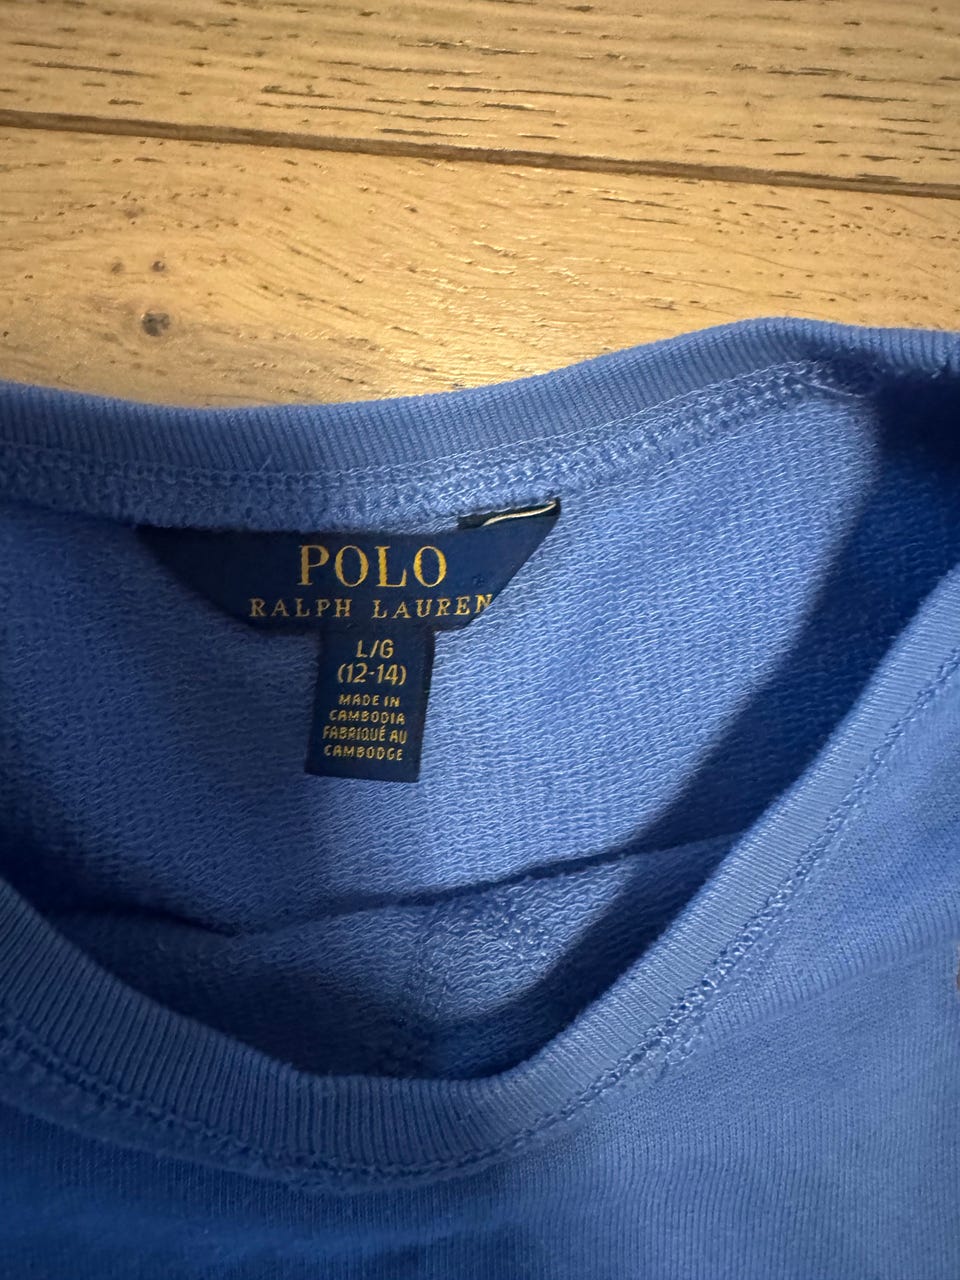 POLO
RALPH LAUREN
L/G
(12-14)
MADE IN
CAMBODIA
FABRIQUÉ AU
CAMBODGE